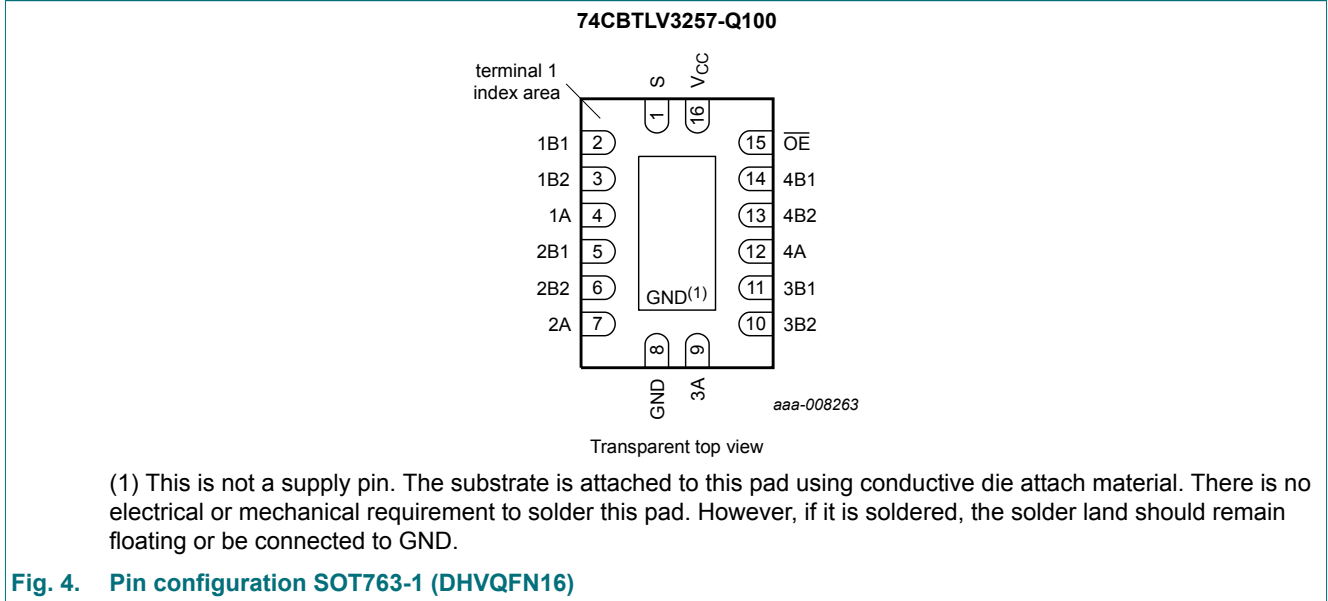 74CBTLV3257-Q100
terminal 1
index area
S
VCC
1
16
1B1 2
15 OE
1B2 3
14 4B1
1A 4
13 4B2
2B1 5
12 4A
2B2 6
11 3B1
GND(1)
2A 7
10 3B2
8
9
GND
3A
aaa-008263
Transparent top view
(1) This is not a supply pin. The substrate is attached to this pad using conductive die attach material. There is no
electrical or mechanical requirement to solder this pad. However, if it is soldered, the solder land should remain
floating or be connected to GND.
Fig. 4. Pin configuration SOT763-1 (DHVQFN16)